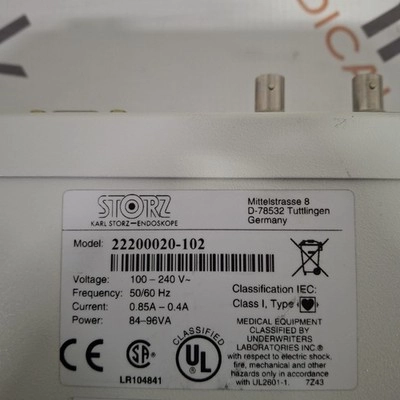 DICAL
STORZ
KARL STORZ—ENDOSKOPE
Mittelstrasse 8
D-78532 Tuttlingen
Germany
Model: 22200020-102
Voltage: 100 - 240 V~
Frequency: 50/60 Hz
Current: 0.85A - 0.4A
Power: 84-96VA
Classification IEC:
Class I, Type
MEDICAL EQUIPMENT
CLASSIFIED BY
UNDERWRITERS
LABORATORIES INC.®
with respect to electric shock,
fire, mechanical and other
hazards only in accordance
with UL2601-1. 7Z43
SA
LR104841
CLASSIFIED
UL
®